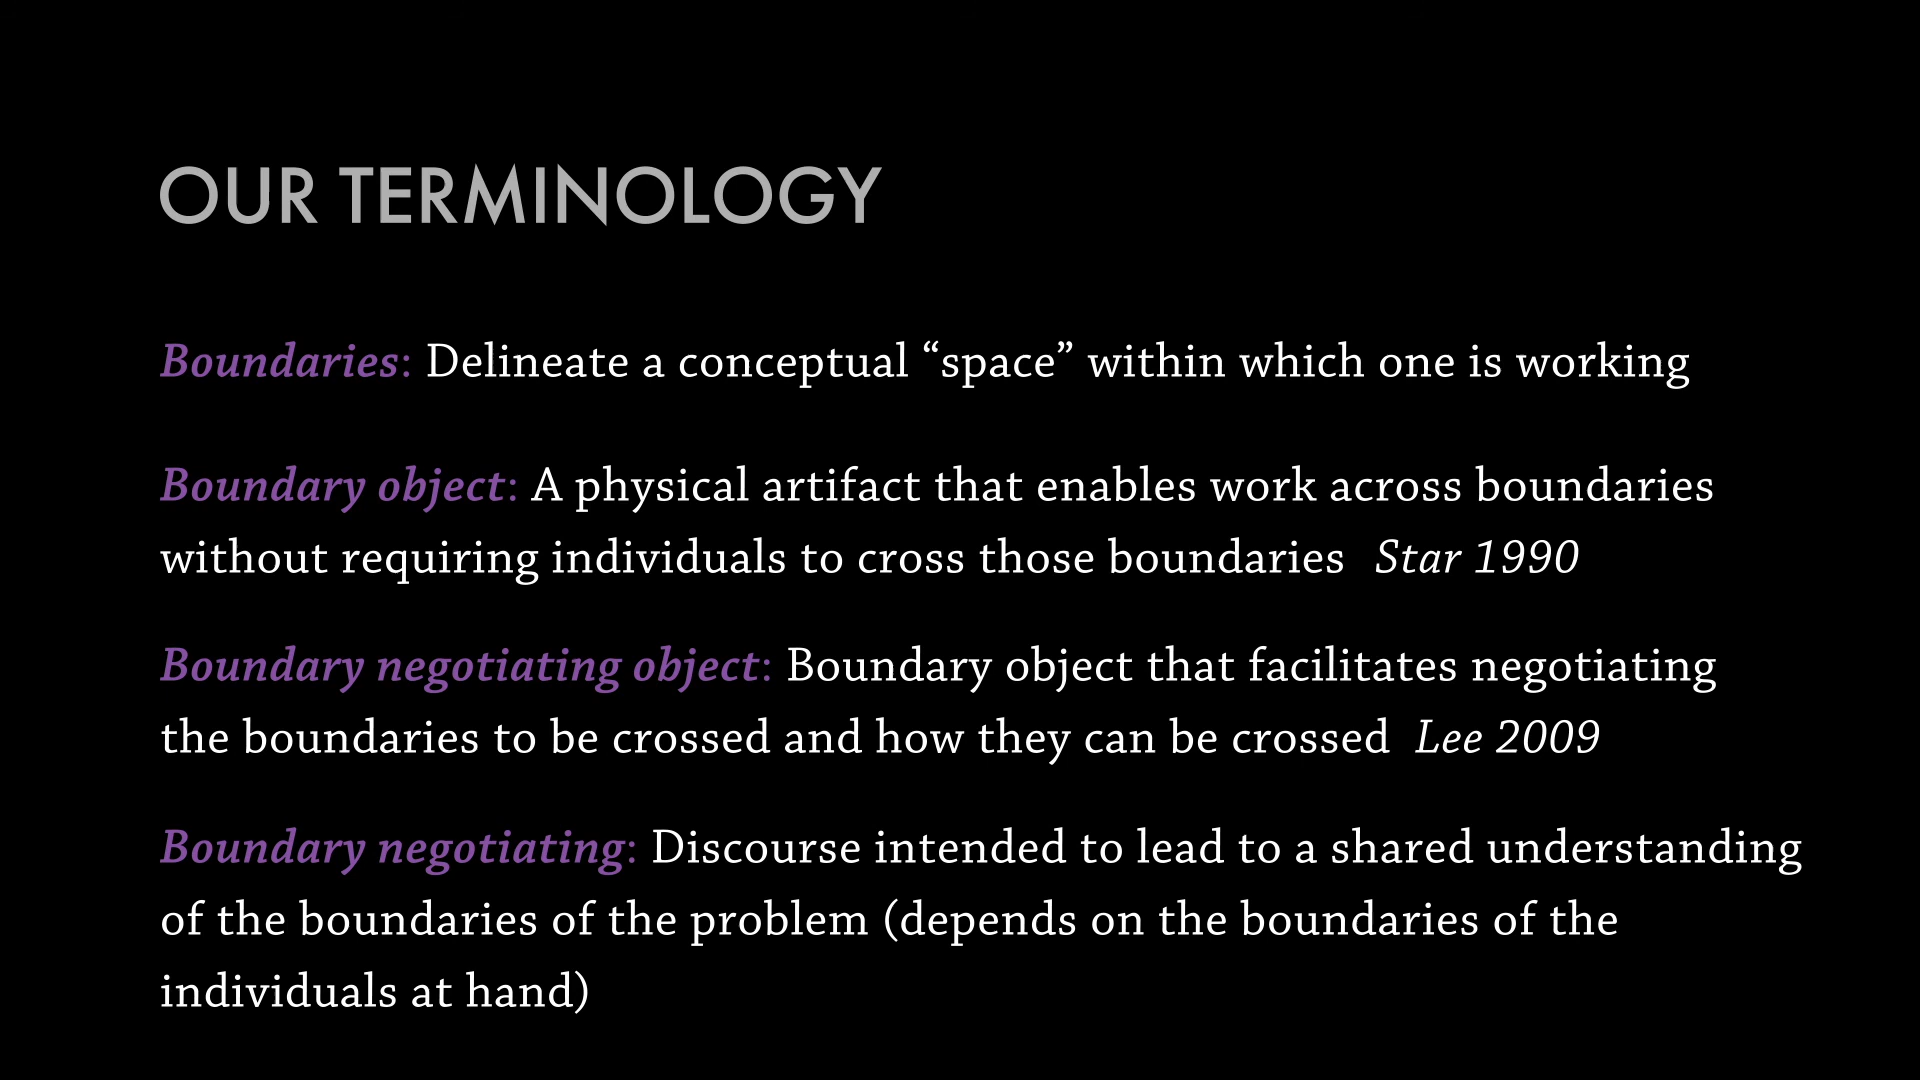 OUR TERMINOLOGY
Boundaries: Delineate a conceptual “space” within which one is working
Boundary object: A physical artifact that enables work across boundaries
without requiring individuals to cross those boundaries Star 1990
Boundary negotiating object: Boundary object that facilitates negotiating
the boundaries to be crossed and how they can be crossed Lee 2009
Boundary negotiating: Discourse intended to lead to a shared understanding
of the boundaries of the problem (depends on the boundaries of the
individuals at hand)